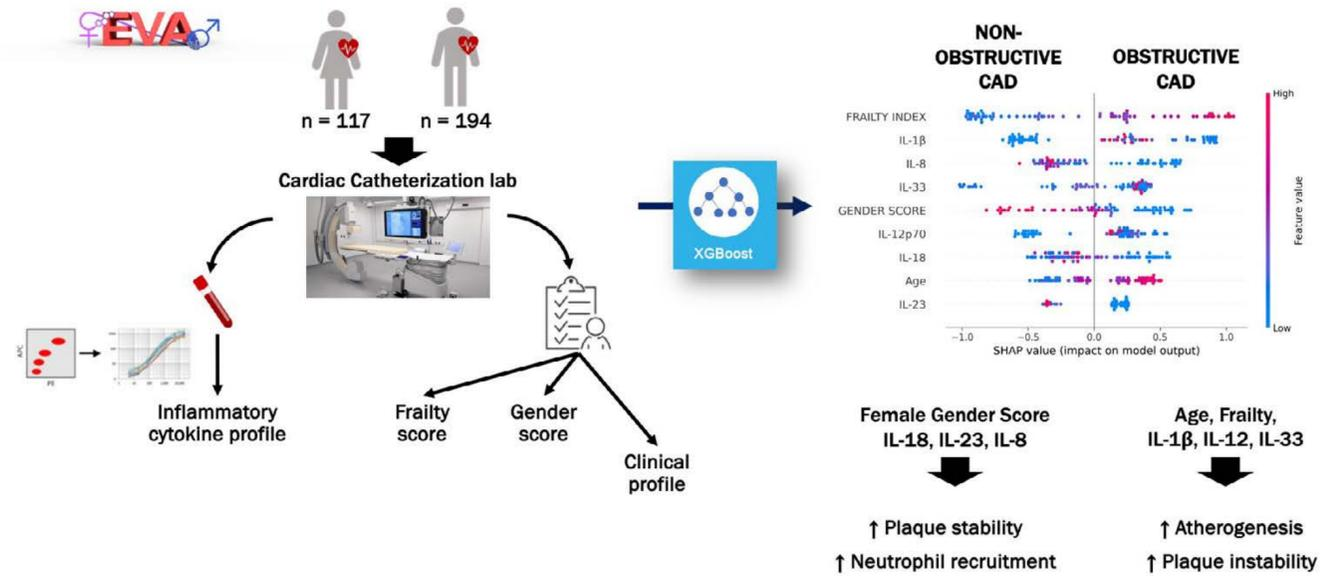 EVA
n = 117
n = 194
Cardiac Catheterization lab
APC
PE
Inflammatory
cytokine profile
Frailty
score
Gender
score
Clinical
profile
XGBoost
NON-
OBSTRUCTIVE
CAD
OBSTRUCTIVE
CAD
High
FRAILTY INDEX
IL-1β
IL-8
IL-33
GENDER SCORE
IL-12p70
IL-18
Age
IL-23
Feature value
Low
−1.0
−0.5
0.0
0.5
1.0
SHAP value (impact on model output)
Female Gender Score
IL-18, IL-23, IL-8
↑ Plaque stability
↑ Neutrophil recruitment
Age, Frailty,
IL-1β, IL-12, IL-33
↑ Atherogenesis
↑ Plaque instability